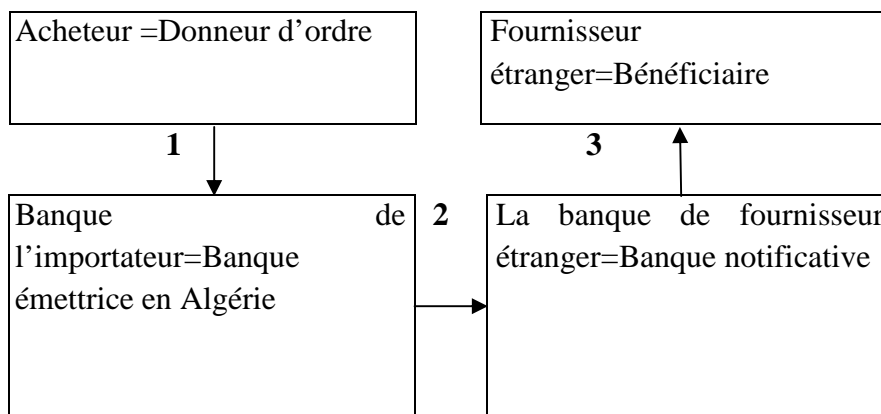 Acheteur =Donneur d’ordre
Fournisseur
étranger=Bénéficiaire
1
3
Banque de
l’importateur=Banque
émettrice en Algérie
2
La banque de fournisseur
étranger=Banque notificative